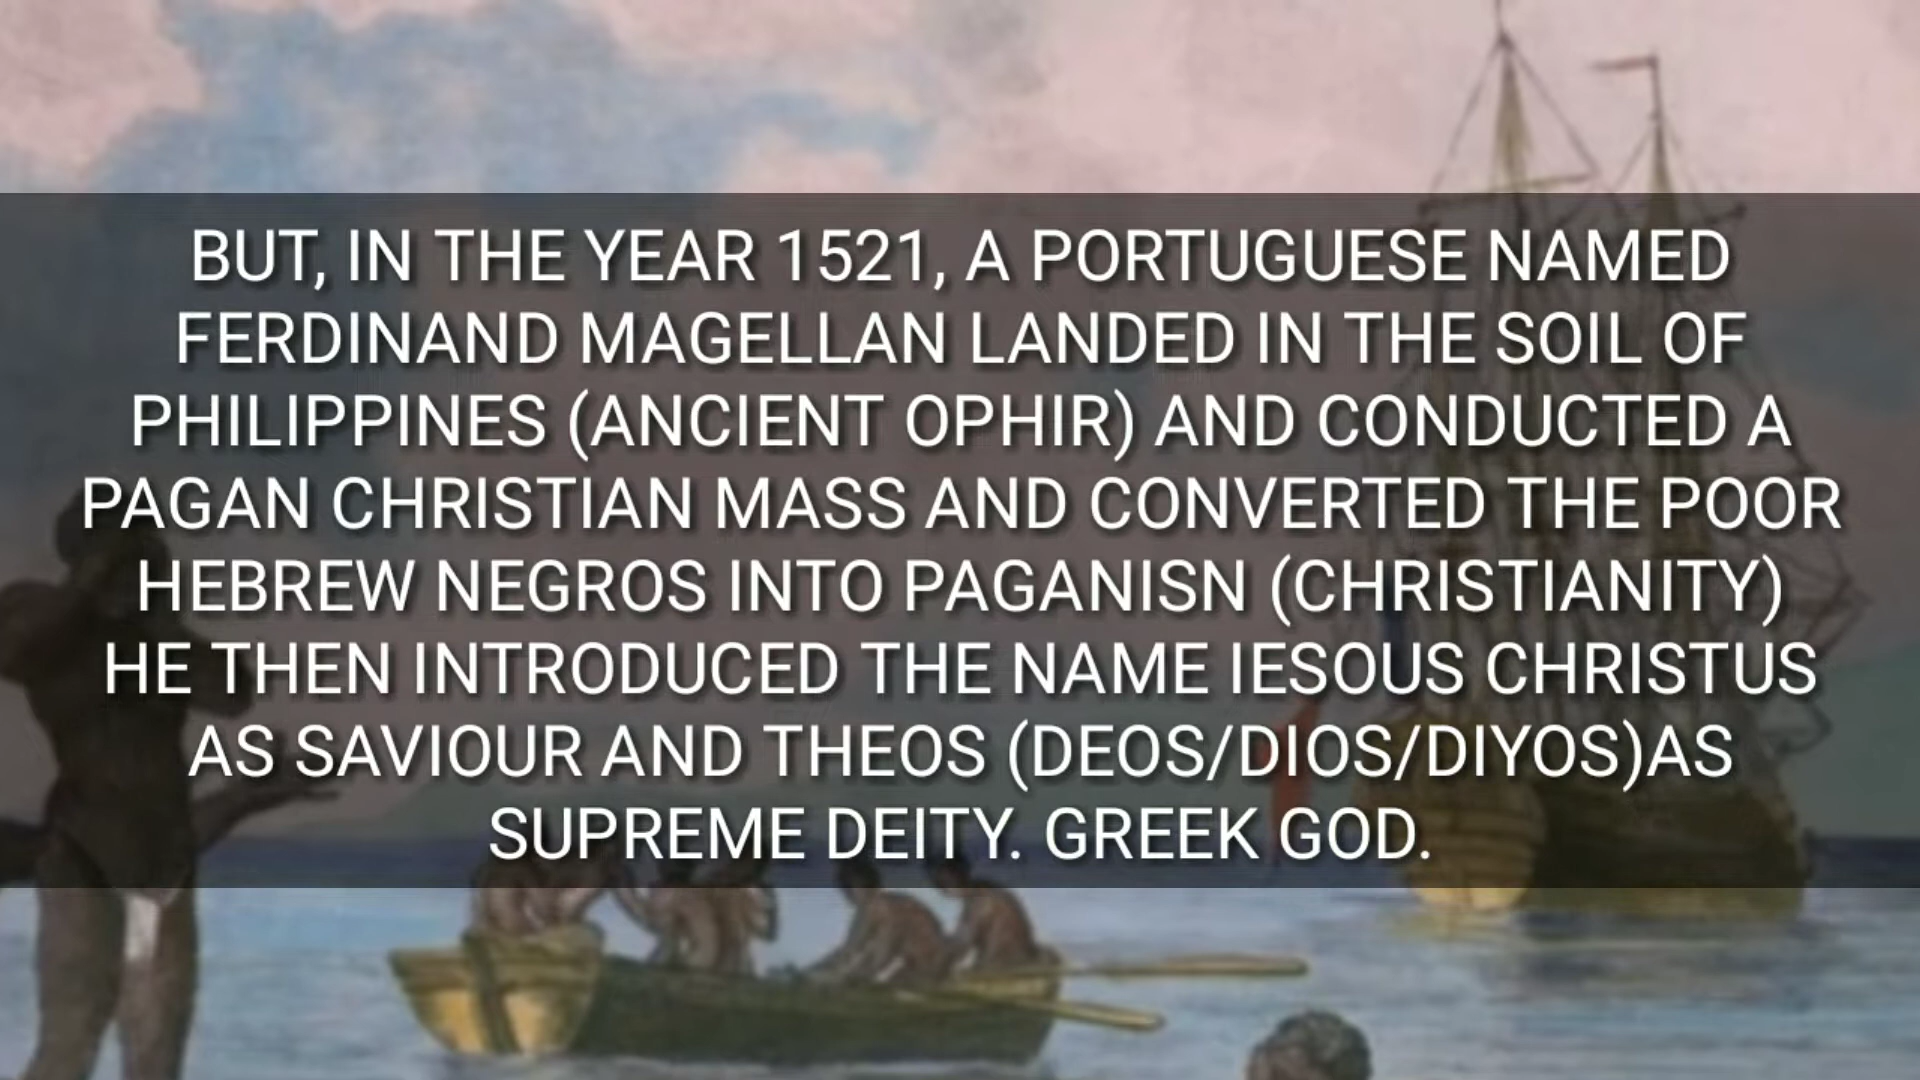 BUT, IN THE YEAR 1521, A PORTUGUESE NAMED
FERDINAND MAGELLAN LANDED IN THE SOIL OF
PHILIPPINES (ANCIENT OPHIR) AND CONDUCTED A
PAGAN CHRISTIAN MASS AND CONVERTED THE POOR
HEBREW NEGROS INTO PAGANISN (CHRISTIANITY)
HE THEN INTRODUCED THE NAME IESOUS CHRISTUS
AS SAVIOUR AND THEOS (DEOS/DIOS/DIYOS)AS
SUPREME DEITY. GREEK GOD.